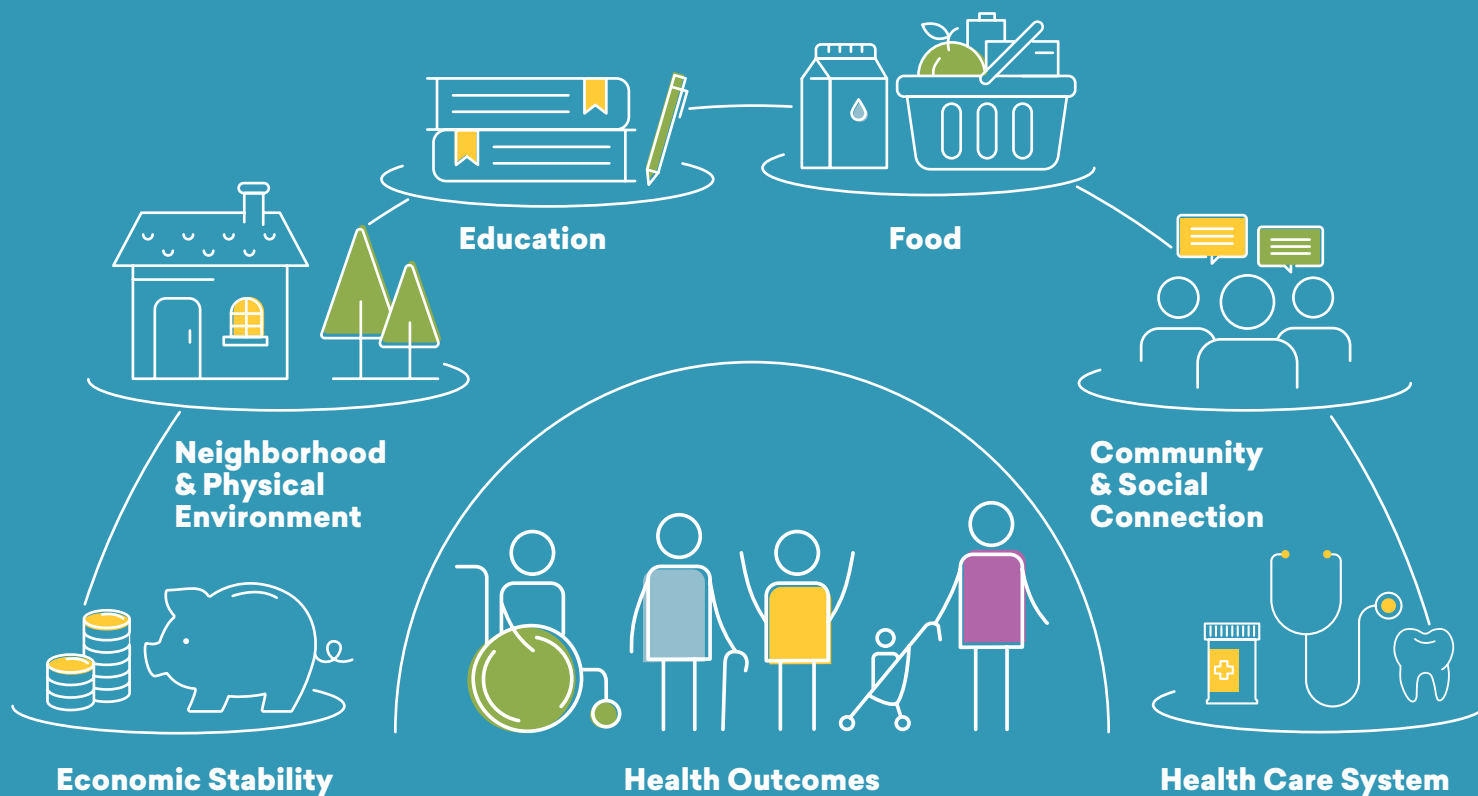 Education
Food
Neighborhood
& Physical
Environment
Community
& Social
Connection
Economic Stability
Health Outcomes
Health Care System